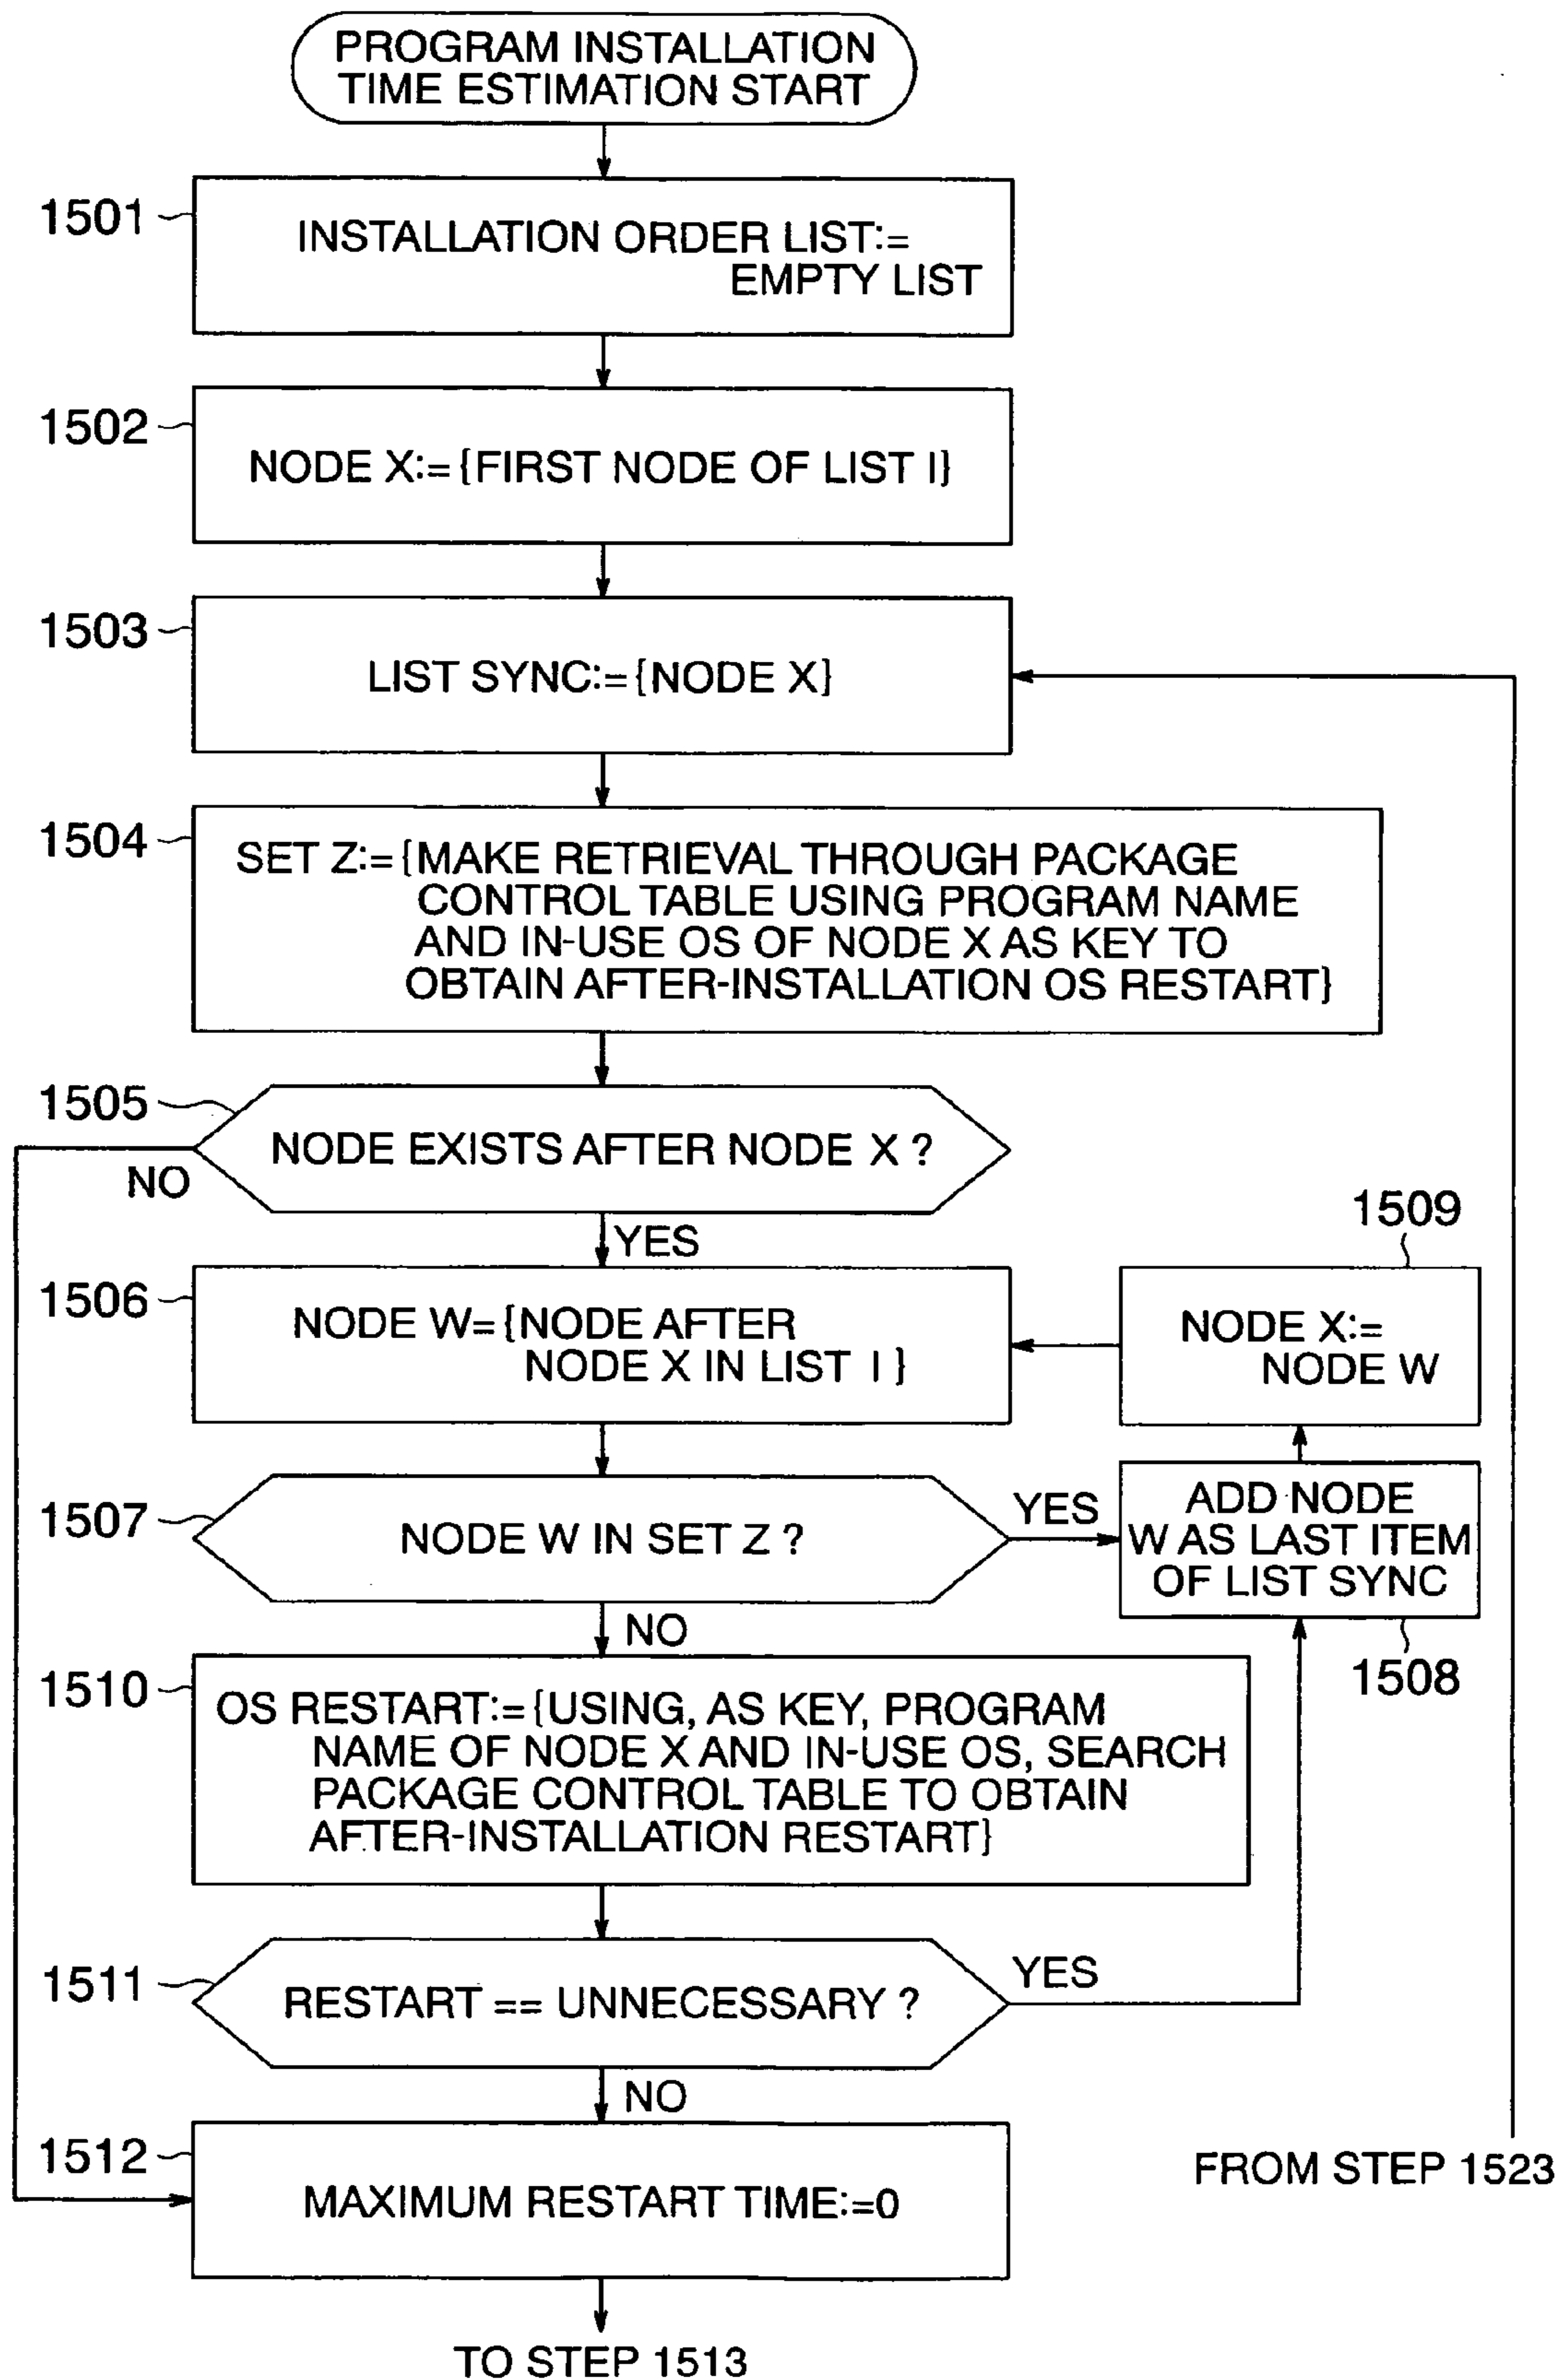 PROGRAM INSTALLATION
TIME ESTIMATION START
1501
INSTALLATION ORDER LIST:=
EMPTY LIST
1502
NODE X:={FIRST NODE OF LIST I}
1503
LIST SYNC:={NODE X}
1504
SET Z:={MAKE RETRIEVAL THROUGH PACKAGE
CONTROL TABLE USING PROGRAM NAME
AND IN-USE OS OF NODE X AS KEY TO
OBTAIN AFTER-INSTALLATION OS RESTART}
1505
NODE EXISTS AFTER NODE X ?
NO
YES
1506
NODE W={NODE AFTER
NODE X IN LIST I }
1509
NODE X:=
NODE W
1507
NODE W IN SET Z ?
YES
ADD NODE
W AS LAST ITEM
OF LIST SYNC
1508
NO
1510
OS RESTART:={USING, AS KEY, PROGRAM
NAME OF NODE X AND IN-USE OS, SEARCH
PACKAGE CONTROL TABLE TO OBTAIN
AFTER-INSTALLATION RESTART}
1511
RESTART == UNNECESSARY ?
YES
NO
1512
MAXIMUM RESTART TIME:=0
FROM STEP 1523
TO STEP 1513